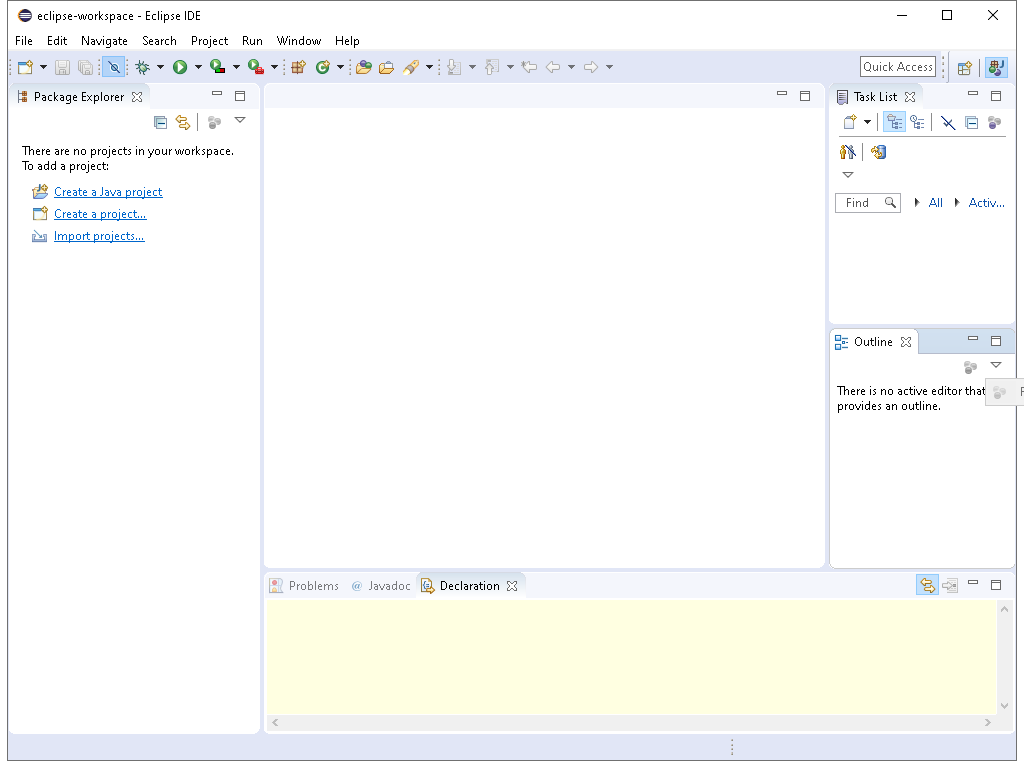 eclipse-workspace - Eclipse IDE
File Edit Navigate Search Project Run Window Help
Quick Access
Package Explorer
There are no projects in your workspace.
To add a project:
Create a Java project
Create a project...
Import projects...
Task List
Find All Activ...
Outline
There is no active editor that
provides an outline.
Problems @ Javadoc Declaration